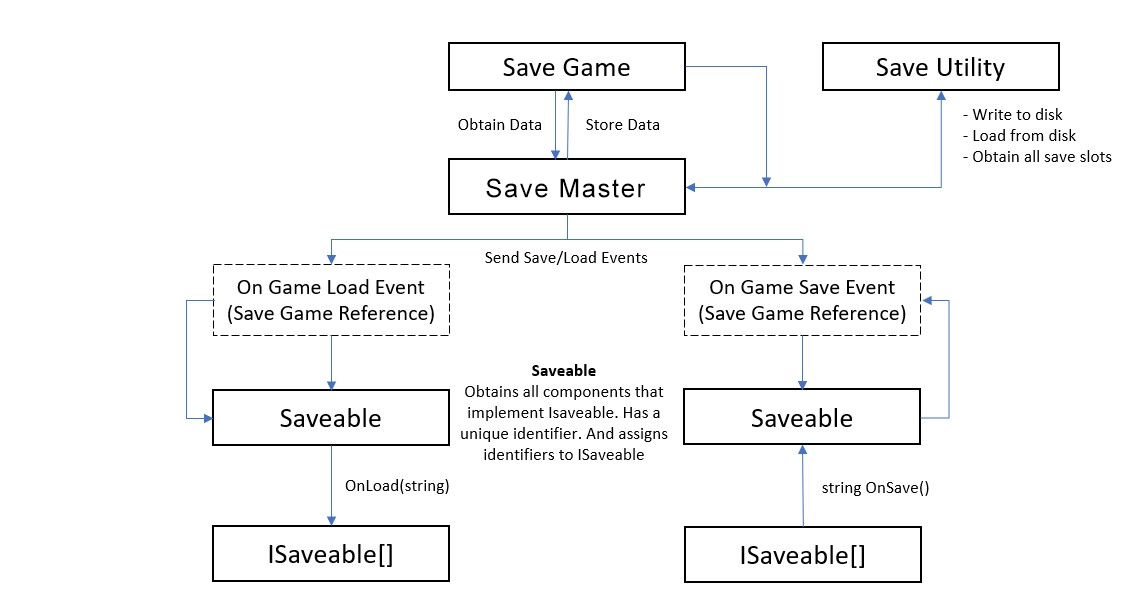 Save Game
Save Utility
Obtain Data
Store Data
- Write to disk
- Load from disk
- Obtain all save slots
Save Master
Send Save/Load Events
On Game Load Event
(Save Game Reference)
On Game Save Event
(Save Game Reference)
Saveable
Obtains all components that
implement Isaveable. Has a
unique identifier. And assigns
identifiers to ISaveable
Saveable
Saveable
OnLoad(string)
string OnSave()
ISaveable[]
ISaveable[]